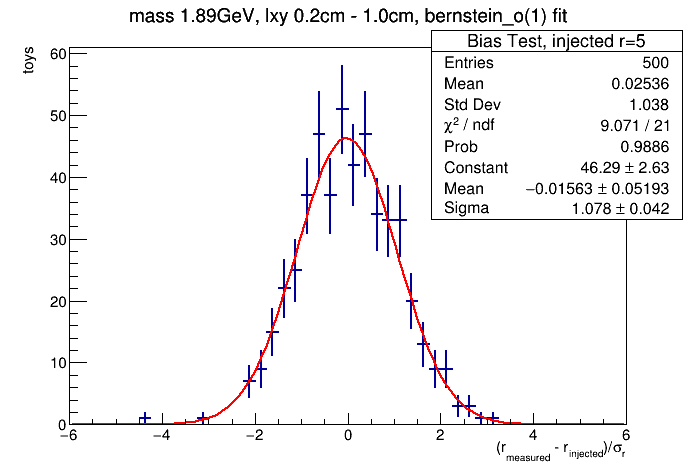 mass 1.89GeV, lxy 0.2cm - 1.0cm, bernstein_o(1) fit
Bias Test, injected r=5
Entries 500
Mean 0.02536
Std Dev 1.038
χ² / ndf 9.071 / 21
Prob 0.9886
Constant 46.29 ± 2.63
Mean −0.01563 ± 0.05193
Sigma 1.078 ± 0.042
toys
60
50
40
30
20
10
0
−6 −4 −2 0 2 4 6
(r_measured - r_injected)/σ_r